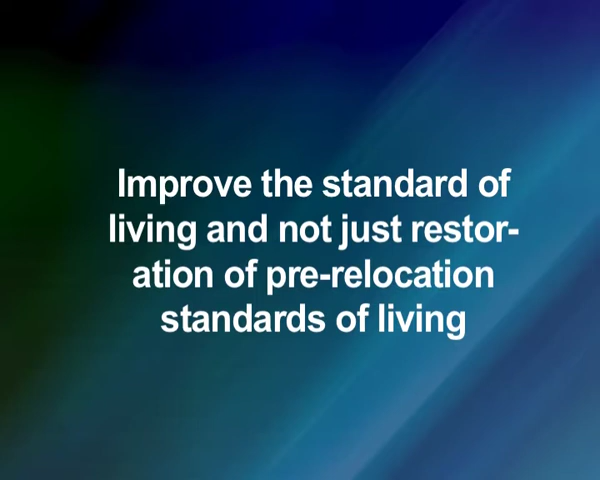 Improve the standard of
living and not just restor-
ation of pre-relocation
standards of living